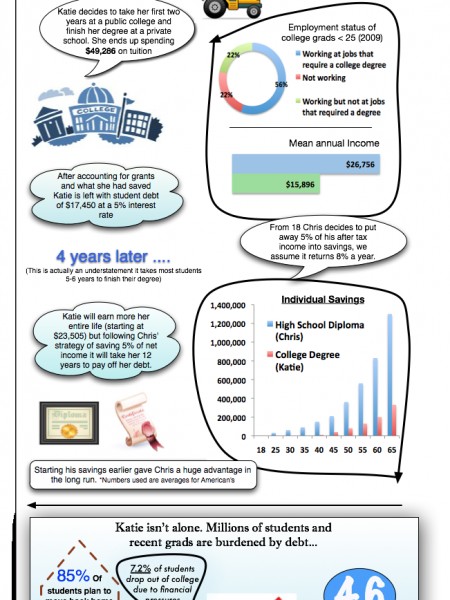 Katie decides to take her first two
years at a public college and
finish her degree at a private
school. She ends up spending
$49,286 on tuition
Employment status of
college grads < 25 (2009)
22%
56%
22%
Working at jobs that
require a college degree
Not working
Working but not at jobs
that required a degree
COLLEGE
Mean annual Income
$26,756
$15,896
After accounting for grants
and what she had saved
Katie is left with student debt
of $17,450 at a 5% interest
rate
From 18 Chris decides to put
away 5% of his after tax
income into savings, we
assume it returns 8% a year.
4 years later ....
(This is actually an understatement it takes most students
5-6 years to finish their degree)
Katie will earn more her
entire life (starting at
$23,505) but following Chris'
strategy of saving 5% of net
income it will take her 12
years to pay off her debt.
Individual Savings
High School Diploma
(Chris)
College Degree
(Katie)
1,400,000
1,200,000
1,000,000
800,000
600,000
400,000
200,000
0
18 25 30 35 40 45 50 55 60 65
Diploma
Certificate
Starting his savings earlier gave Chris a huge advantage in
the long run. *Numbers used are averages for American's
Katie isn't alone. Millions of students and
recent grads are burdened by debt...
85% of
students plan to
move back home
7.2% of students
drop out of college
due to financial
pressures
46